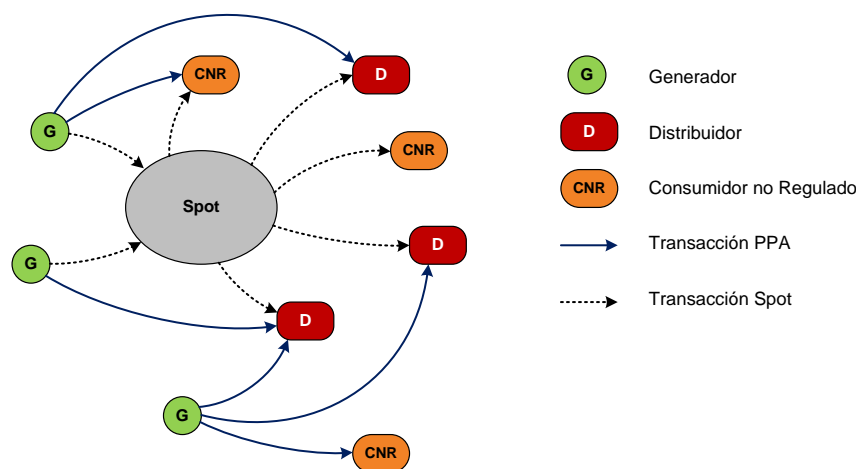 CNR
D
G
Generador
D
Distribuidor
G
CNR
CNR
Consumidor no Regulado
Spot
D
Transacción PPA
G
Transacción Spot
D
G
CNR